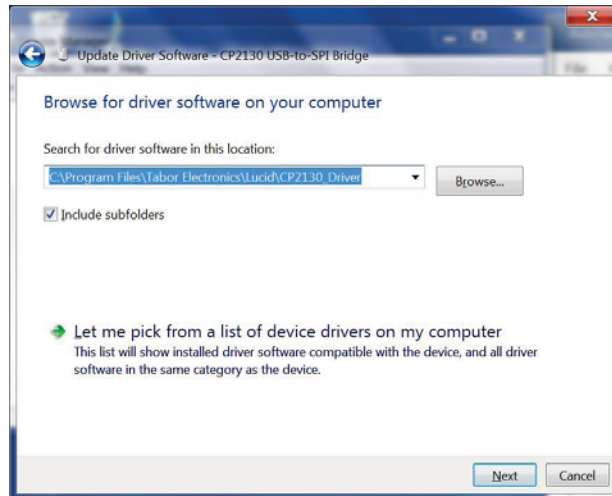 Update Driver Software - CP2130 USB-to-SPI Bridge
Browse for driver software on your computer
Search for driver software in this location:
C:\Program Files\Tabor Electronics\Lucid\CP2130_Driver
Browse...
Include subfolders
Let me pick from a list of device drivers on my computer
This list will show installed driver software compatible with the device, and all driver
software in the same category as the device.
Next Cancel